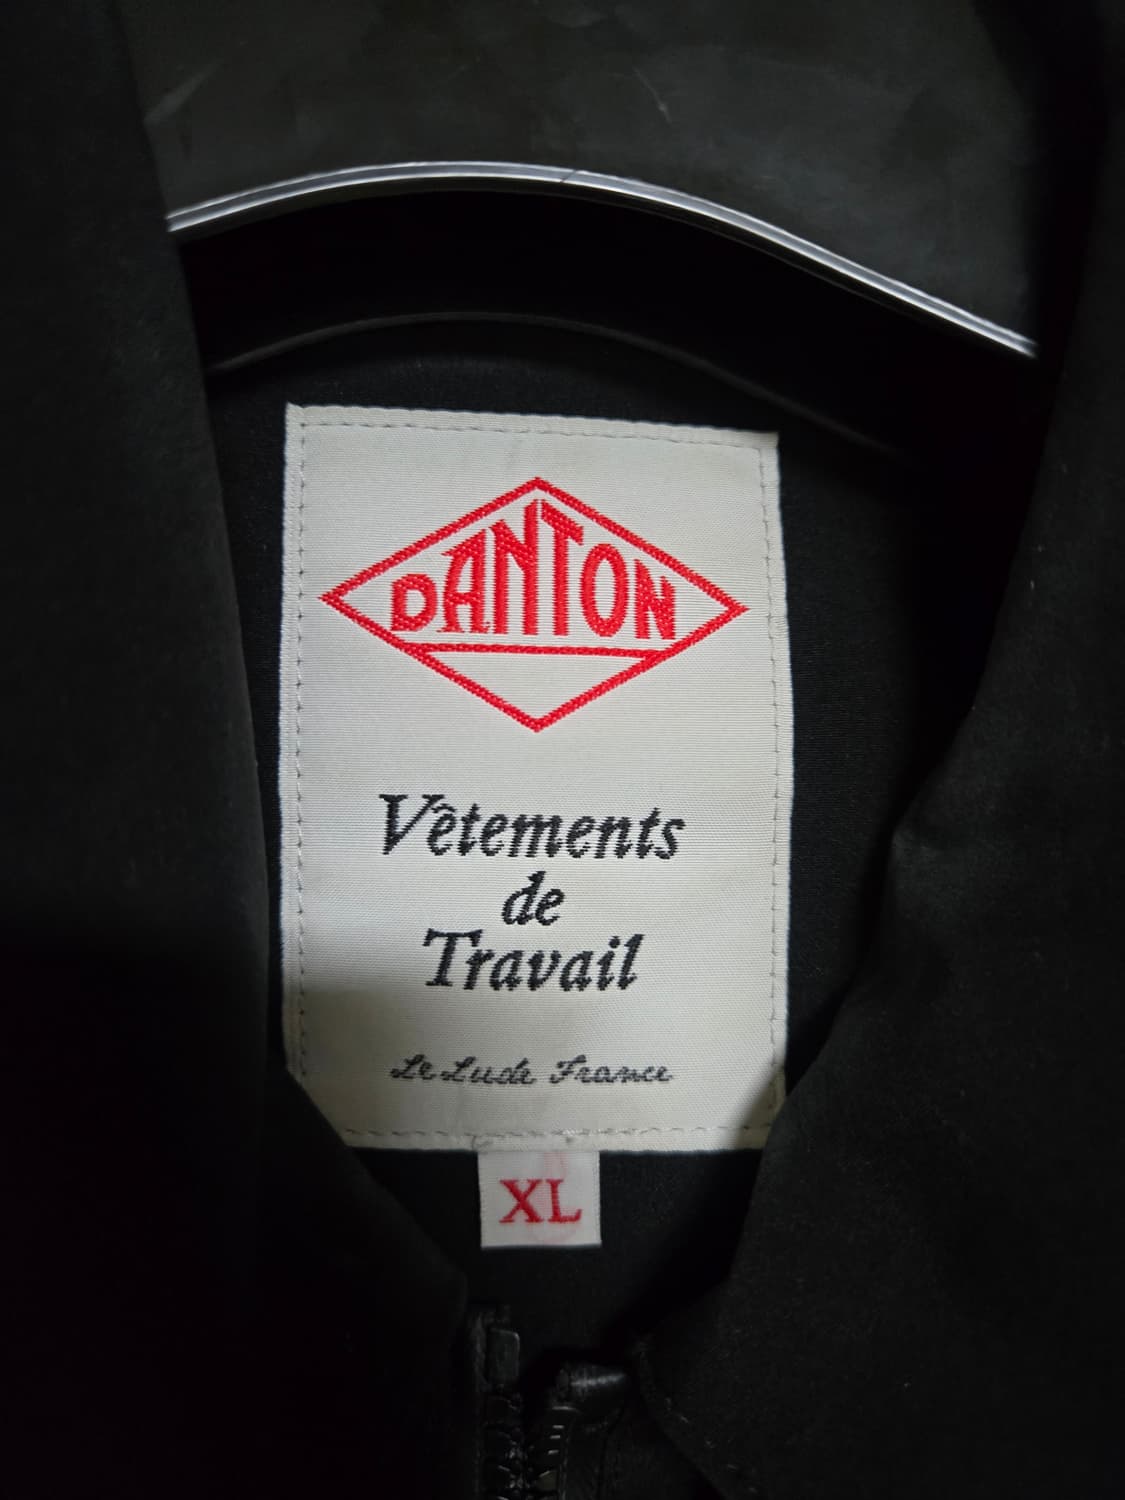 DANTON
Vêtements
de
Travail
Le Lude France
XL